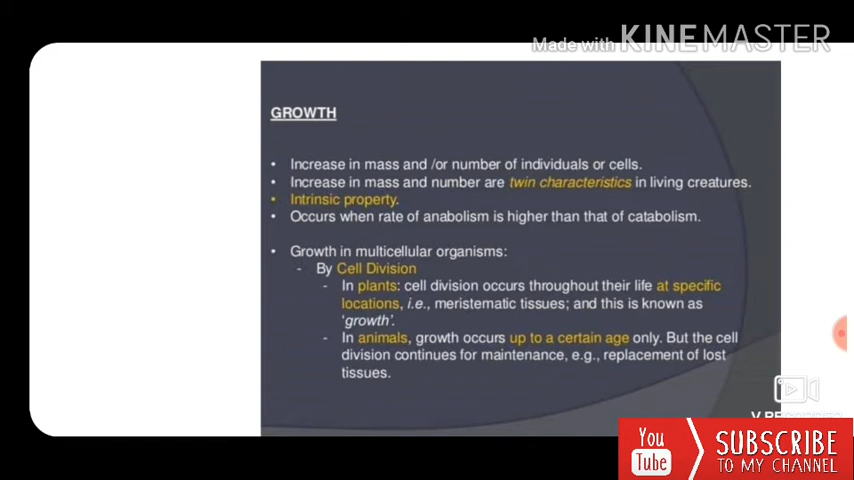 Made with KINEMASTER
GROWTH
• Increase in mass and /or number of individuals or cells.
• Increase in mass and number are twin characteristics in living creatures.
• Intrinsic property.
• Occurs when rate of anabolism is higher than that of catabolism.
• Growth in multicellular organisms:
- By Cell Division
- In plants: cell division occurs throughout their life at specific
locations, i.e., meristematic tissues; and this is known as
‘growth’.
- In animals, growth occurs up to a certain age only. But the cell
division continues for maintenance, e.g., replacement of lost
tissues.
You
Tube
SUBSCRIBE
TO MY CHANNEL